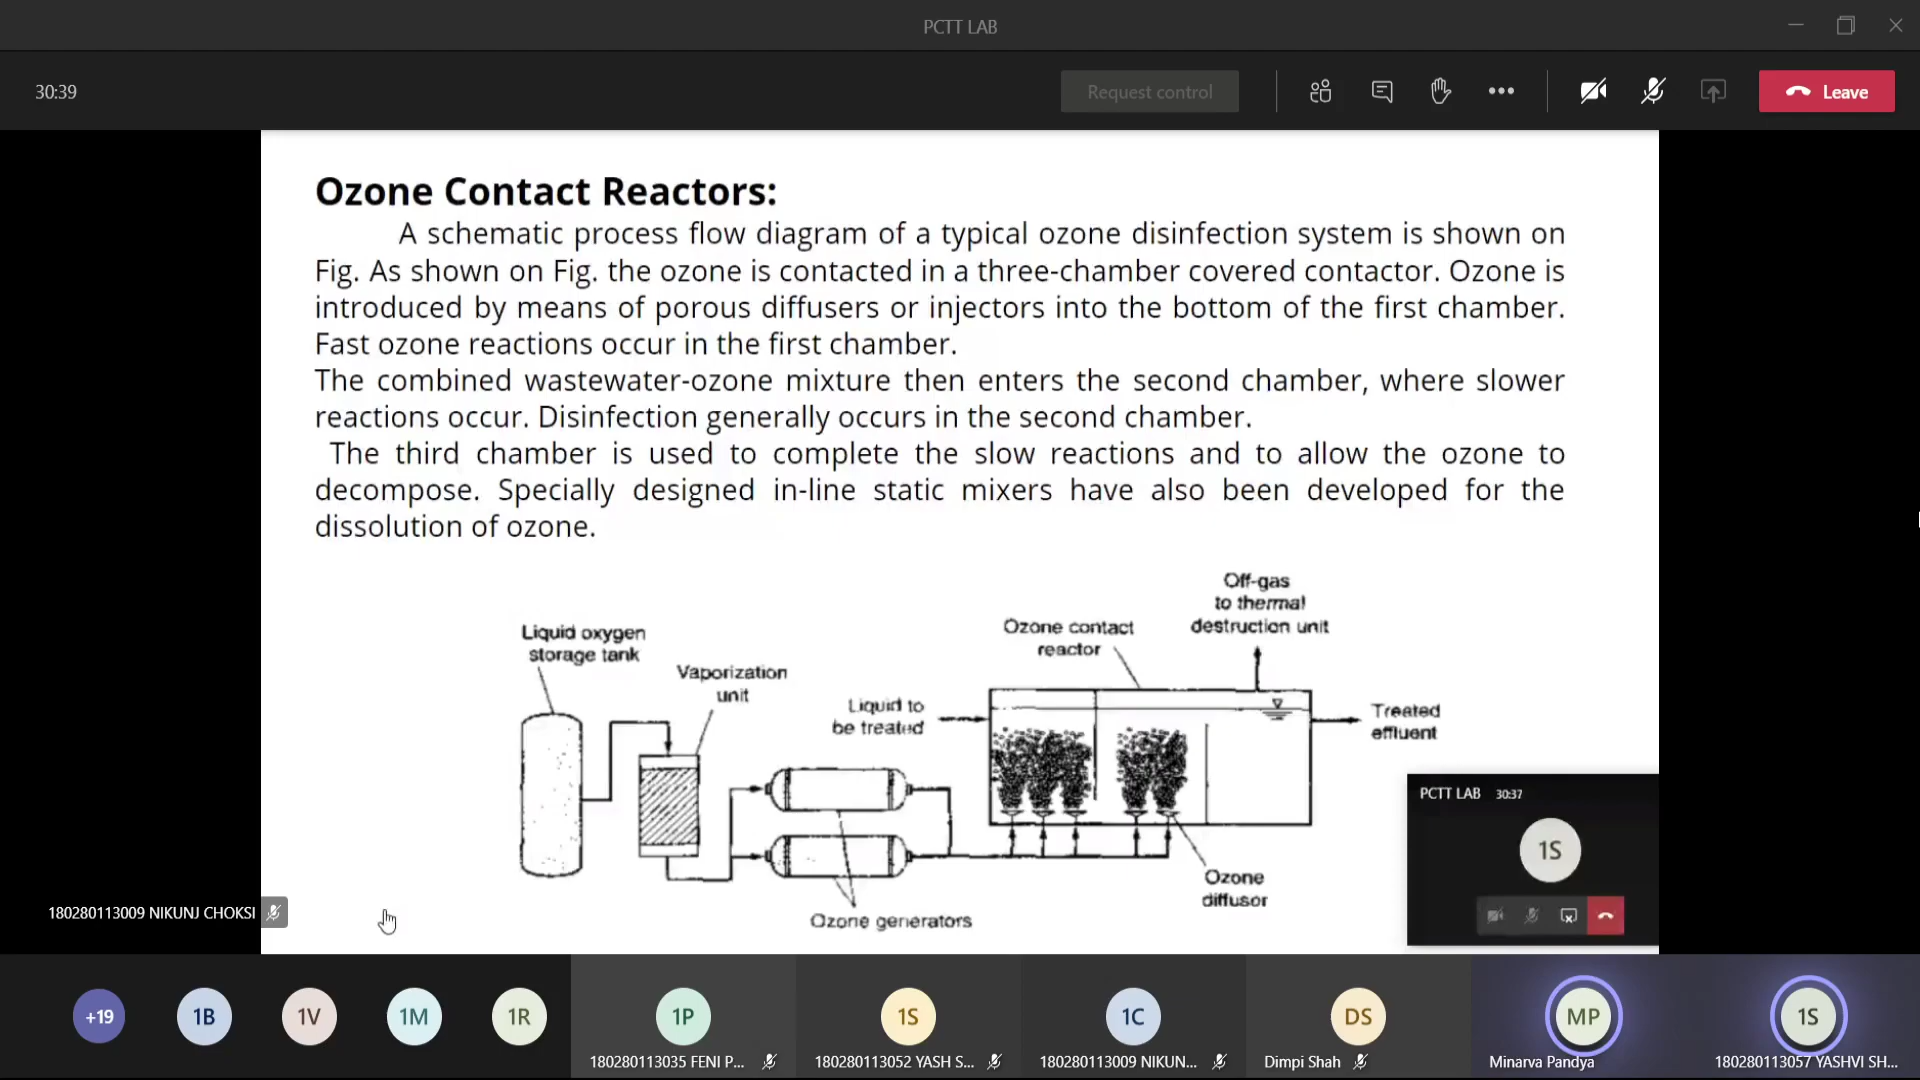 PCTT LAB
30:39
Request control
Leave
Ozone Contact Reactors:
A schematic process flow diagram of a typical ozone disinfection system is shown on
Fig. As shown on Fig. the ozone is contacted in a three-chamber covered contactor. Ozone is
introduced by means of porous diffusers or injectors into the bottom of the first chamber.
Fast ozone reactions occur in the first chamber.
The combined wastewater-ozone mixture then enters the second chamber, where slower
reactions occur. Disinfection generally occurs in the second chamber.
The third chamber is used to complete the slow reactions and to allow the ozone to
decompose. Specially designed in-line static mixers have also been developed for the
dissolution of ozone.
Off-gas
to thermal
destruction unit
Ozone contact
reactor
Liquid oxygen
storage tank
Vaporization
unit
Liquid to
be treated
Treated
effluent
Ozone
diffusor
Ozone generators
PCTT LAB 30:37
1S
180280113009 NIKUNJ CHOKSI
+19
1B
1V
1M
1R
1P
180280113035 FENI P...
1S
180280113052 YASH S...
1C
180280113009 NIKUN...
DS
Dimpi Shah
MP
Minarva Pandya
1S
180280113057 YASHVI SH...